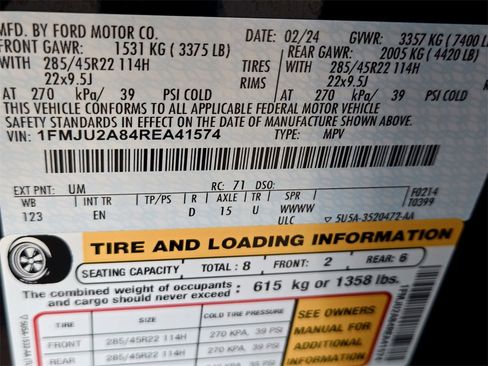 MFD. BY FORD MOTOR CO. 02/24 GVWR: 3357 KG (7400 LB)
FRONT GAWR: 1531 KG (3375 LB) REAR GAWR: 2005 KG (4420 LB)
WITH 285/45R22 114H TIRES WITH 285/45R22 114H
22x9.5J RIMS 22x9.5J
AT 270 kPa/ 39 PSI COLD AT 270 kPa/ 39 PSI COLD
THIS VEHICLE CONFORMS TO ALL APPLICABLE FEDERAL MOTOR VEHICLE
SAFETY STANDARDS IN EFFECT ON THE DATE OF MANUFACTURE SHOWN ABOVE.
VIN: 1FMJU2A84REA41574 TYPE: MPV
EXT PNT: UM RC: 71 DSO:
WB INT TR TP/PS R AXLE TR SPR F0214
123 EN D 15 U WWWW T0399
ULC ▽ 5U5A-3520472-AA
TIRE AND LOADING INFORMATION
SEATING CAPACITY TOTAL: 8 FRONT: 2 REAR: 6
The combined weight of occupants and cargo should never exceed: 615 kg or 1358 lbs.
TIRE SIZE COLD TIRE PRESSURE
FRONT 285/45R22 114H 270 KPA, 39 PSI
REAR 285/45R22 114H 270 KPA, 39 PSI
SEE OWNERS
MANUAL FOR
ADDITIONAL
INFORMATION